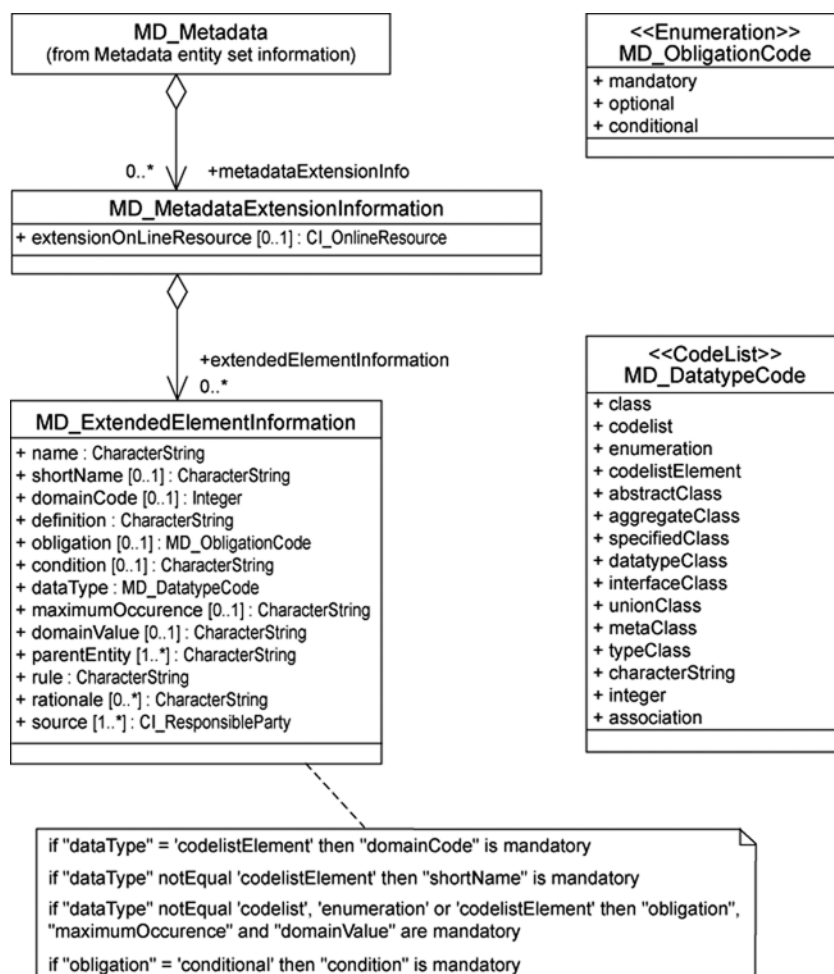 MD_Metadata
(from Metadata entity set information)
0..* +metadataExtensionInfo
MD_MetadataExtensionInformation
+ extensionOnLineResource [0..1] : CI_OnlineResource
+extendedElementInformation
0..*
MD_ExtendedElementInformation
+ name : CharacterString
+ shortName [0..1] : CharacterString
+ domainCode [0..1] : Integer
+ definition : CharacterString
+ obligation [0..1] : MD_ObligationCode
+ condition [0..1] : CharacterString
+ dataType : MD_DatatypeCode
+ maximumOccurence [0..1] : CharacterString
+ domainValue [0..1] : CharacterString
+ parentEntity [1..*] : CharacterString
+ rule : CharacterString
+ rationale [0..*] : CharacterString
+ source [1..*] : CI_ResponsibleParty
<<Enumeration>>
MD_ObligationCode
+ mandatory
+ optional
+ conditional
<<CodeList>>
MD_DatatypeCode
+ class
+ codelist
+ enumeration
+ codelistElement
+ abstractClass
+ aggregateClass
+ specifiedClass
+ datatypeClass
+ interfaceClass
+ unionClass
+ metaClass
+ typeClass
+ characterString
+ integer
+ association
if "dataType" = 'codelistElement' then "domainCode" is mandatory
if "dataType" notEqual 'codelistElement' then "shortName" is mandatory
if "dataType" notEqual 'codelist', 'enumeration' or 'codelistElement' then "obligation",
"maximumOccurence" and "domainValue" are mandatory
if "obligation" = 'conditional' then "condition" is mandatory